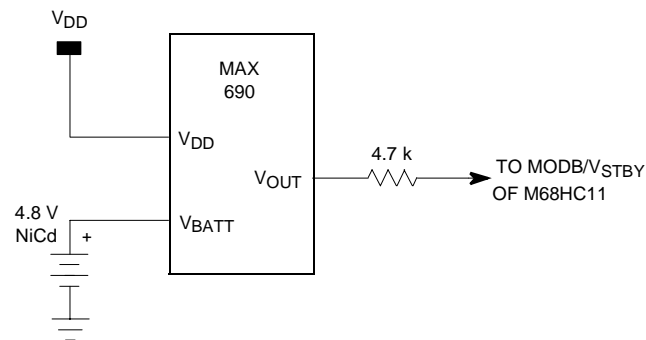 VDD
MAX
690
VDD
4.7 k
VOUT
TO MODB/VSTBY
OF M68HC11
4.8 V
NiCd
+
VBATT